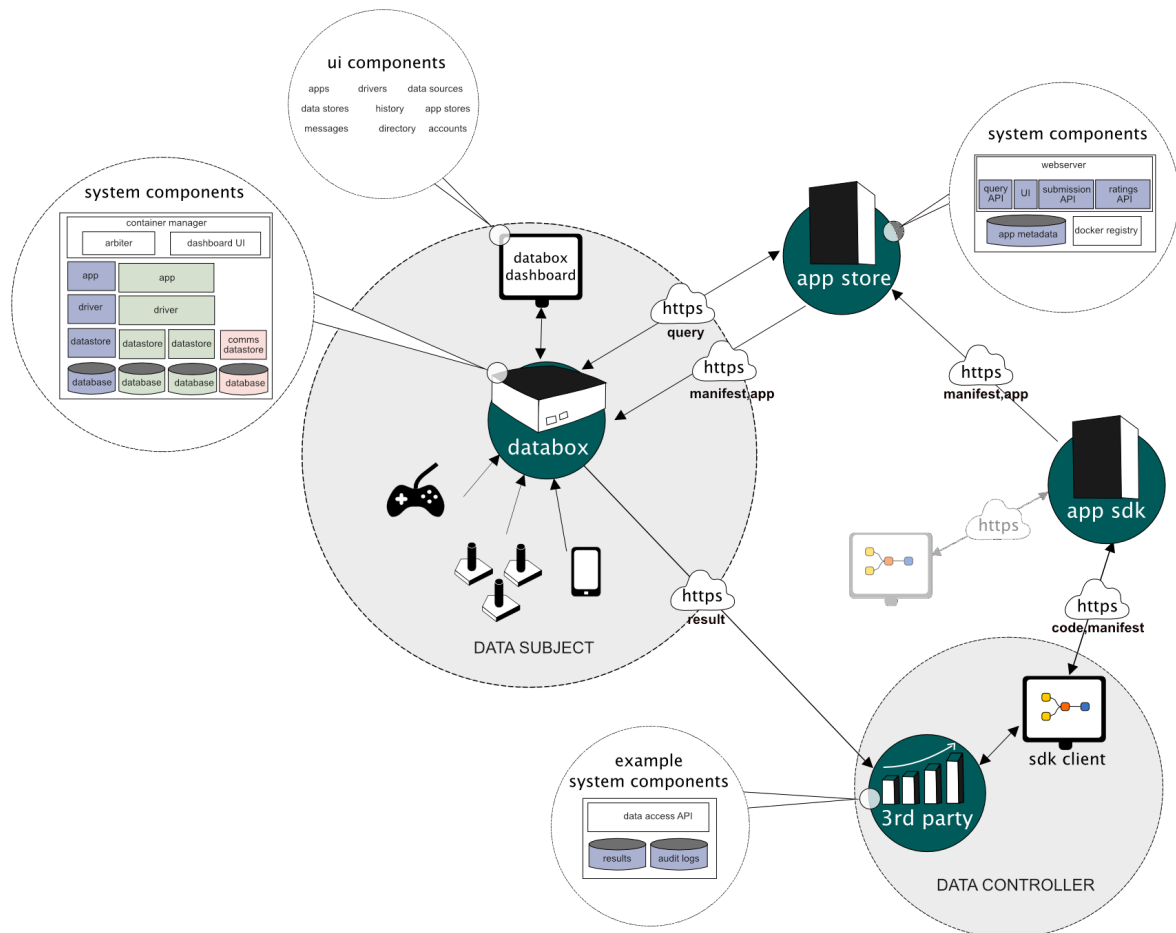 ui components
apps drivers data sources
data stores history app stores
messages directory accounts
system components
container manager
arbiter dashboard UI
app app
driver driver
datastore datastore datastore comms
datastore
database database database database
databox
dashboard
databox
DATA SUBJECT
https
query
https
manifest,app
app store
system components
webserver
query
API
UI
submission
API
ratings
API
app metadata
docker registry
https
manifest,app
app sdk
https
https
code,manifest
https
result
sdk client
3rd party
DATA CONTROLLER
example
system components
data access API
results audit logs